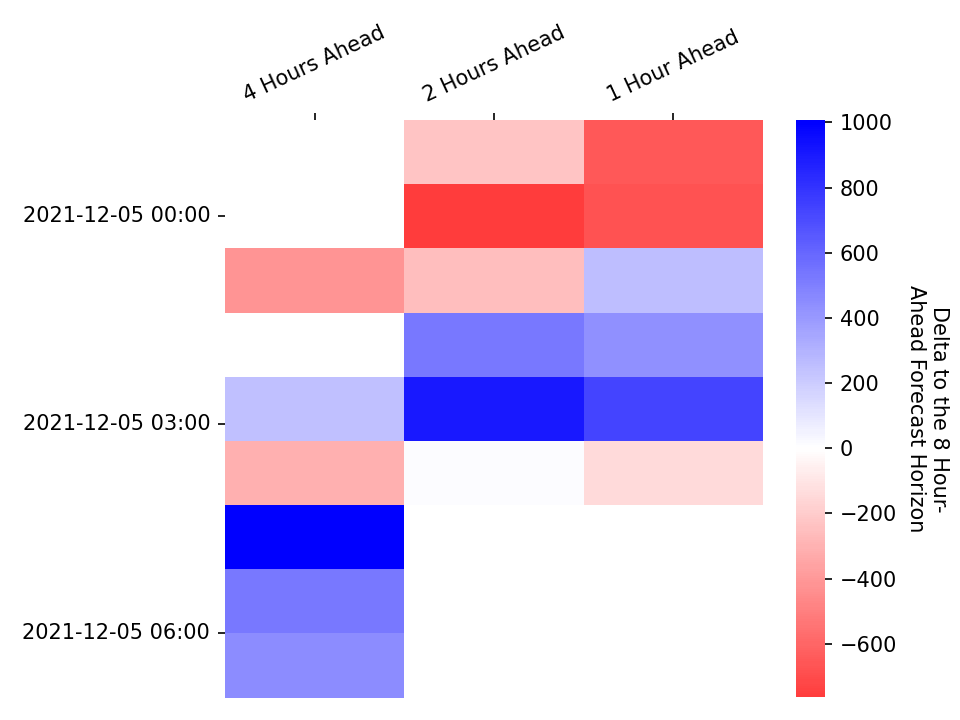 4 Hours Ahead
2 Hours Ahead
1 Hour Ahead
2021-12-05 00:00
2021-12-05 03:00
2021-12-05 06:00
1000
800
600
400
200
0
−200
−400
−600
Delta to the 8 Hour-
Ahead Forecast Horizon